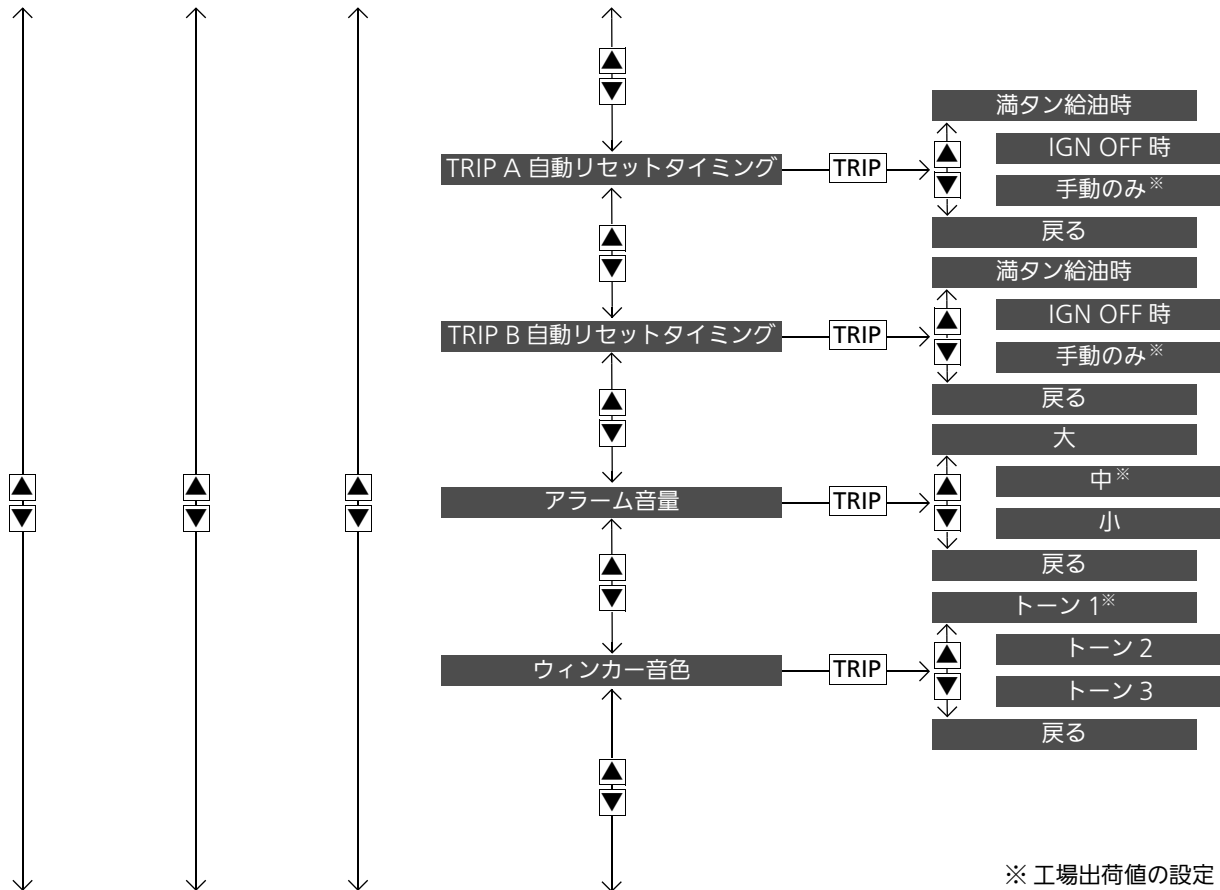 満タン給油時
TRIP A 自動リセットタイミング
TRIP
IGN OFF 時
手動のみ※
戻る
満タン給油時
TRIP B 自動リセットタイミング
TRIP
IGN OFF 時
手動のみ※
戻る
大
アラーム音量
TRIP
中※
小
戻る
トーン 1※
ウィンカー音色
TRIP
トーン 2
トーン 3
戻る
※ 工場出荷値の設定